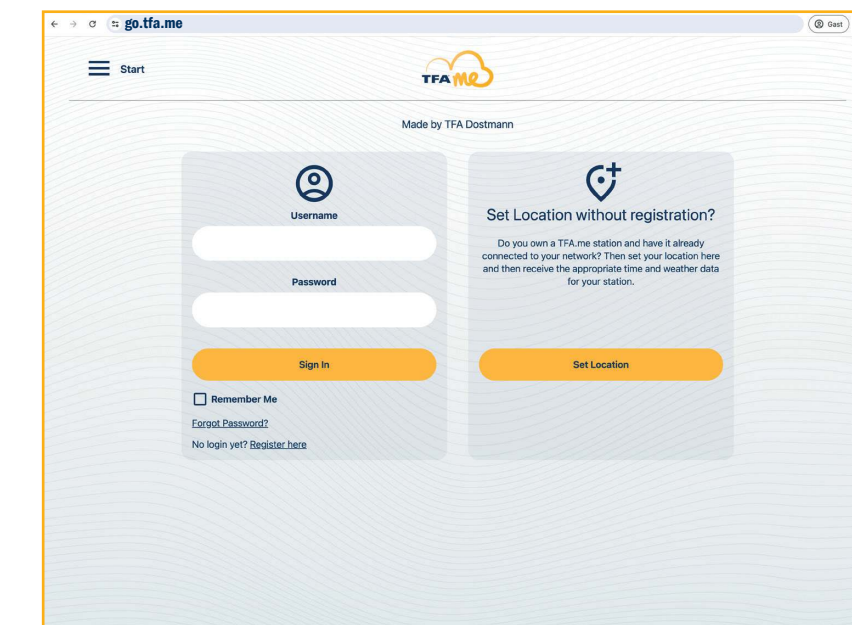 go.tfa.me
Gast
Start
TFA me
Made by TFA Dostmann
Username
Password
Sign In
Remember Me
Forgot Password?
No login yet? Register here
Set Location without registration?
Do you own a TFA.me station and have it already
connected to your network? Then set your location here
and then receive the appropriate time and weather data
for your station.
Set Location